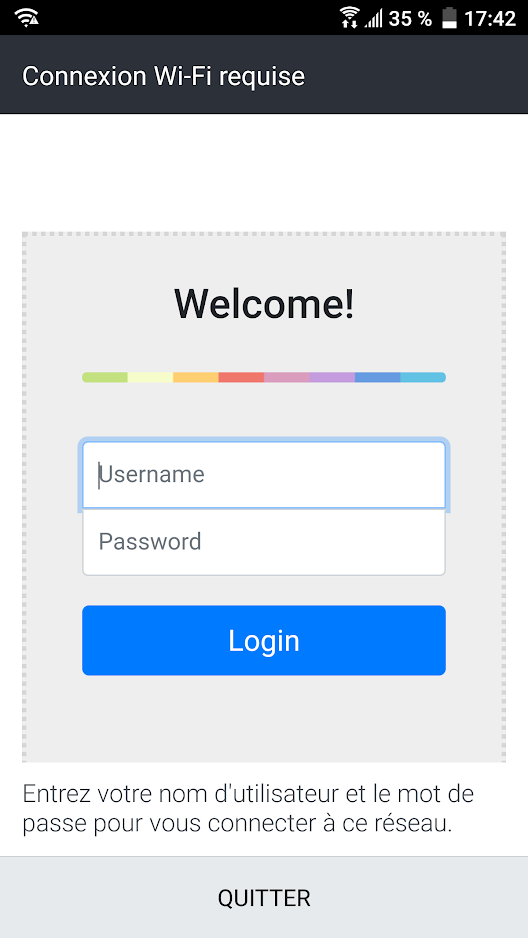 35 % 17:42
Connexion Wi-Fi requise
Welcome!
Username
Password
Login
Entrez votre nom d'utilisateur et le mot de
passe pour vous connecter à ce réseau.
QUITTER